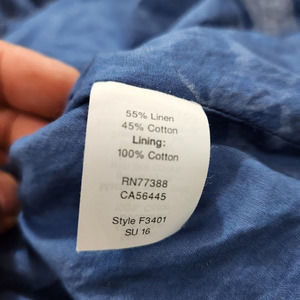 55% Linen
45% Cotton
Lining:
100% Cotton
RN77388
CA56445
Style F3401
SU 16